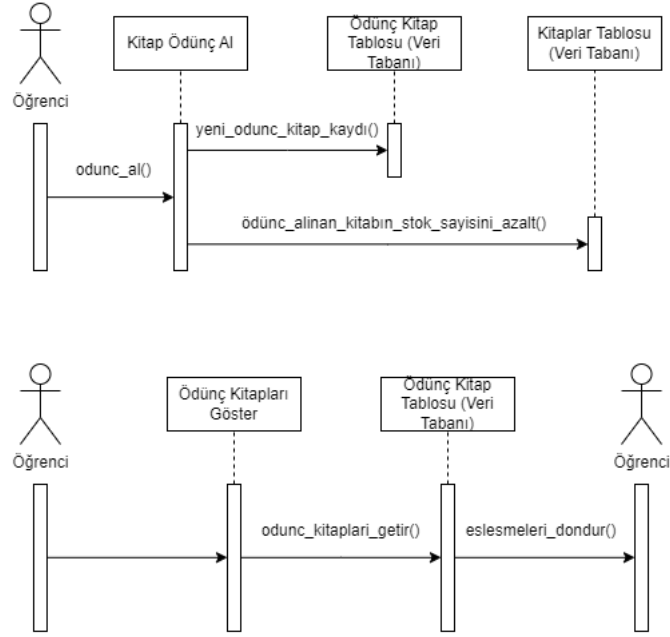 Kitap Ödünç Al
Ödünç Kitap
Tablosu (Veri
Tabanı)
Kitaplar Tablosu
(Veri Tabanı)
Öğrenci
yeni_odunc_kitap_kaydı()
odunc_al()
ödünc_alinan_kitabın_stok_sayisini_azalt()
Ödünç Kitapları
Göster
Ödünç Kitap
Tablosu (Veri
Tabanı)
Öğrenci
Öğrenci
odunc_kitaplari_getir()
eslesmeleri_dondur()